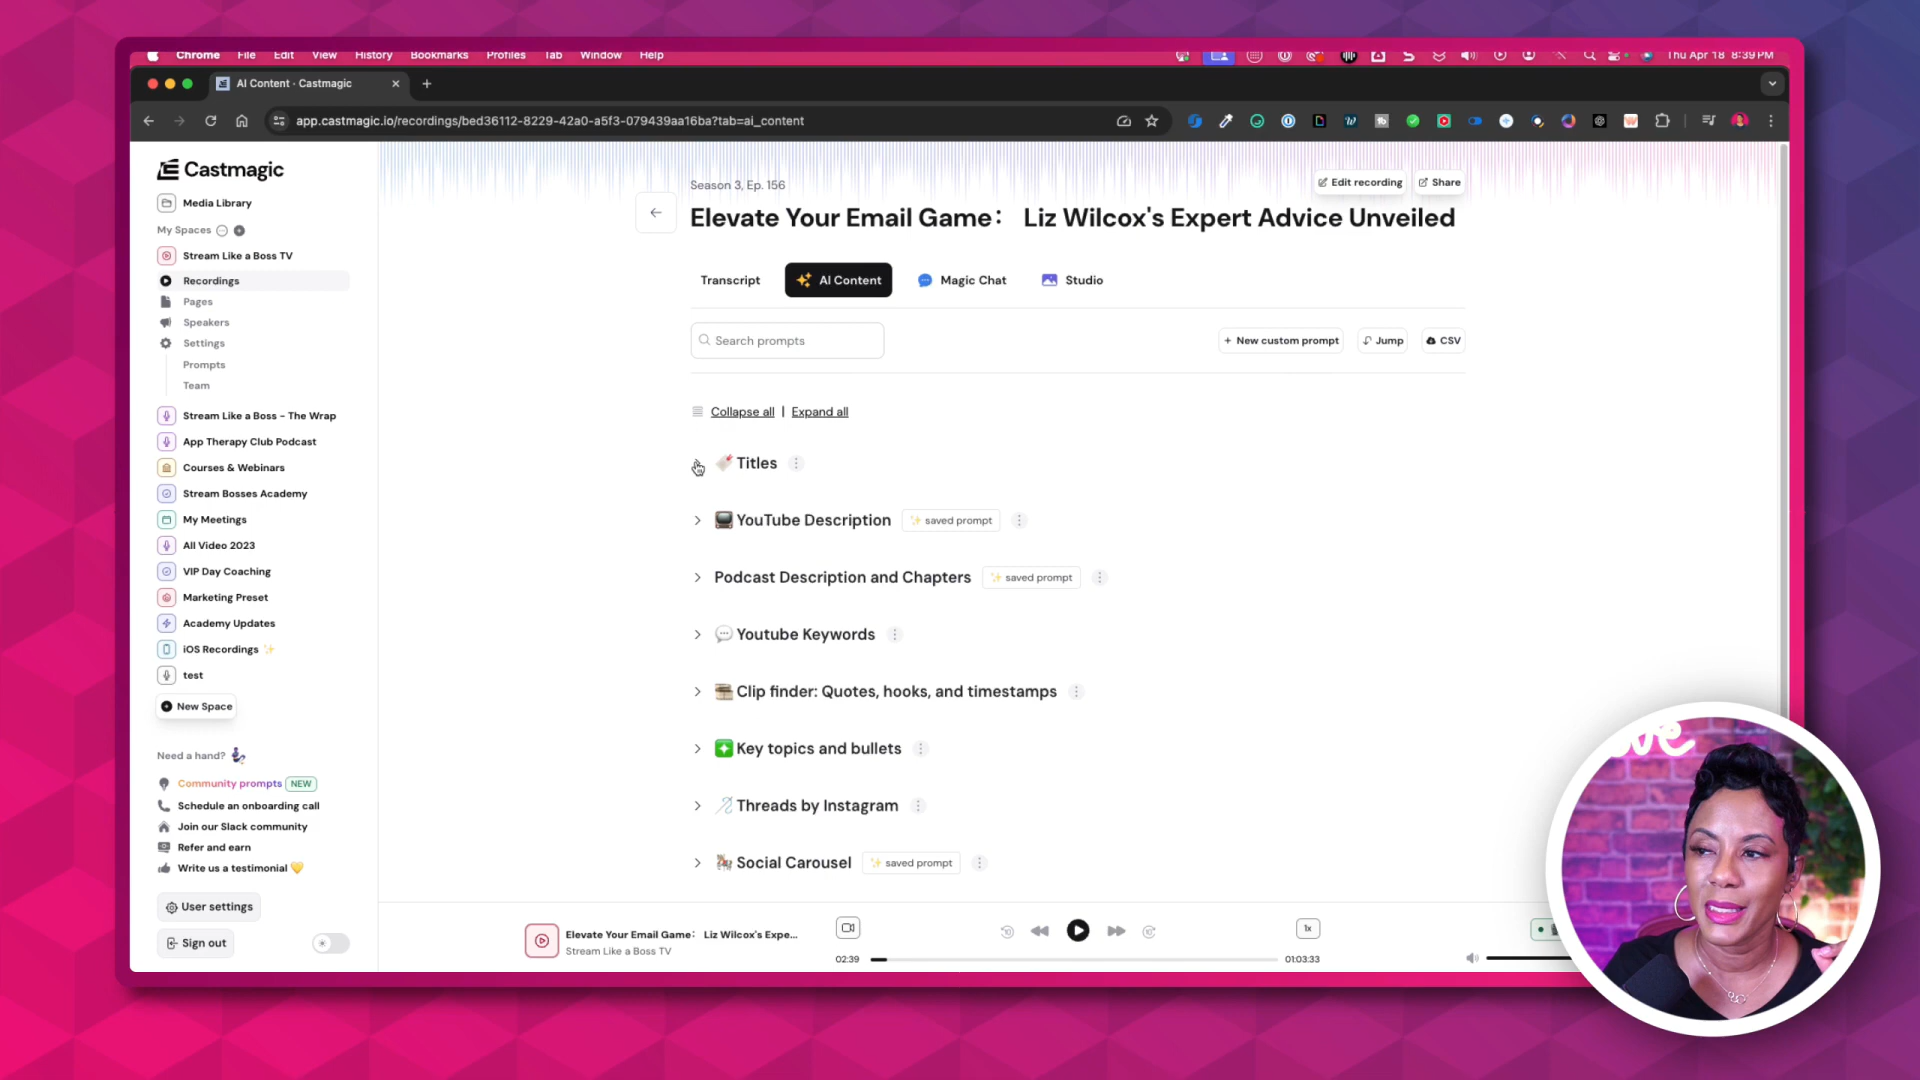 Chrome File Edit View History Bookmarks Profiles Tab Window Help
Thu Apr 18 8:39 PM
AI Content · Castmagic
app.castmagic.io/recordings/bed36112-8229-42a0-a5f3-079439aa16ba?tab=ai_content
Castmagic
Media Library
My Spaces
Stream Like a Boss TV
Recordings
Pages
Speakers
Settings
Prompts
Team
Stream Like a Boss - The Wrap
App Therapy Club Podcast
Courses & Webinars
Stream Bosses Academy
My Meetings
All Video 2023
VIP Day Coaching
Marketing Preset
Academy Updates
iOS Recordings
test
New Space
Need a hand?
Community prompts NEW
Schedule an onboarding call
Join our Slack community
Refer and earn
Write us a testimonial
User settings
Sign out
Season 3, Ep. 156
Edit recording
Share
Elevate Your Email Game： Liz Wilcox's Expert Advice Unveiled
Transcript
AI Content
Magic Chat
Studio
Search prompts
+ New custom prompt
Jump
CSV
Collapse all | Expand all
Titles
YouTube Description saved prompt
Podcast Description and Chapters saved prompt
Youtube Keywords
Clip finder: Quotes, hooks, and timestamps
Key topics and bullets
Threads by Instagram
Social Carousel saved prompt
Elevate Your Email Game： Liz Wilcox's Expe...
Stream Like a Boss TV
02:39
01:03:33
1x